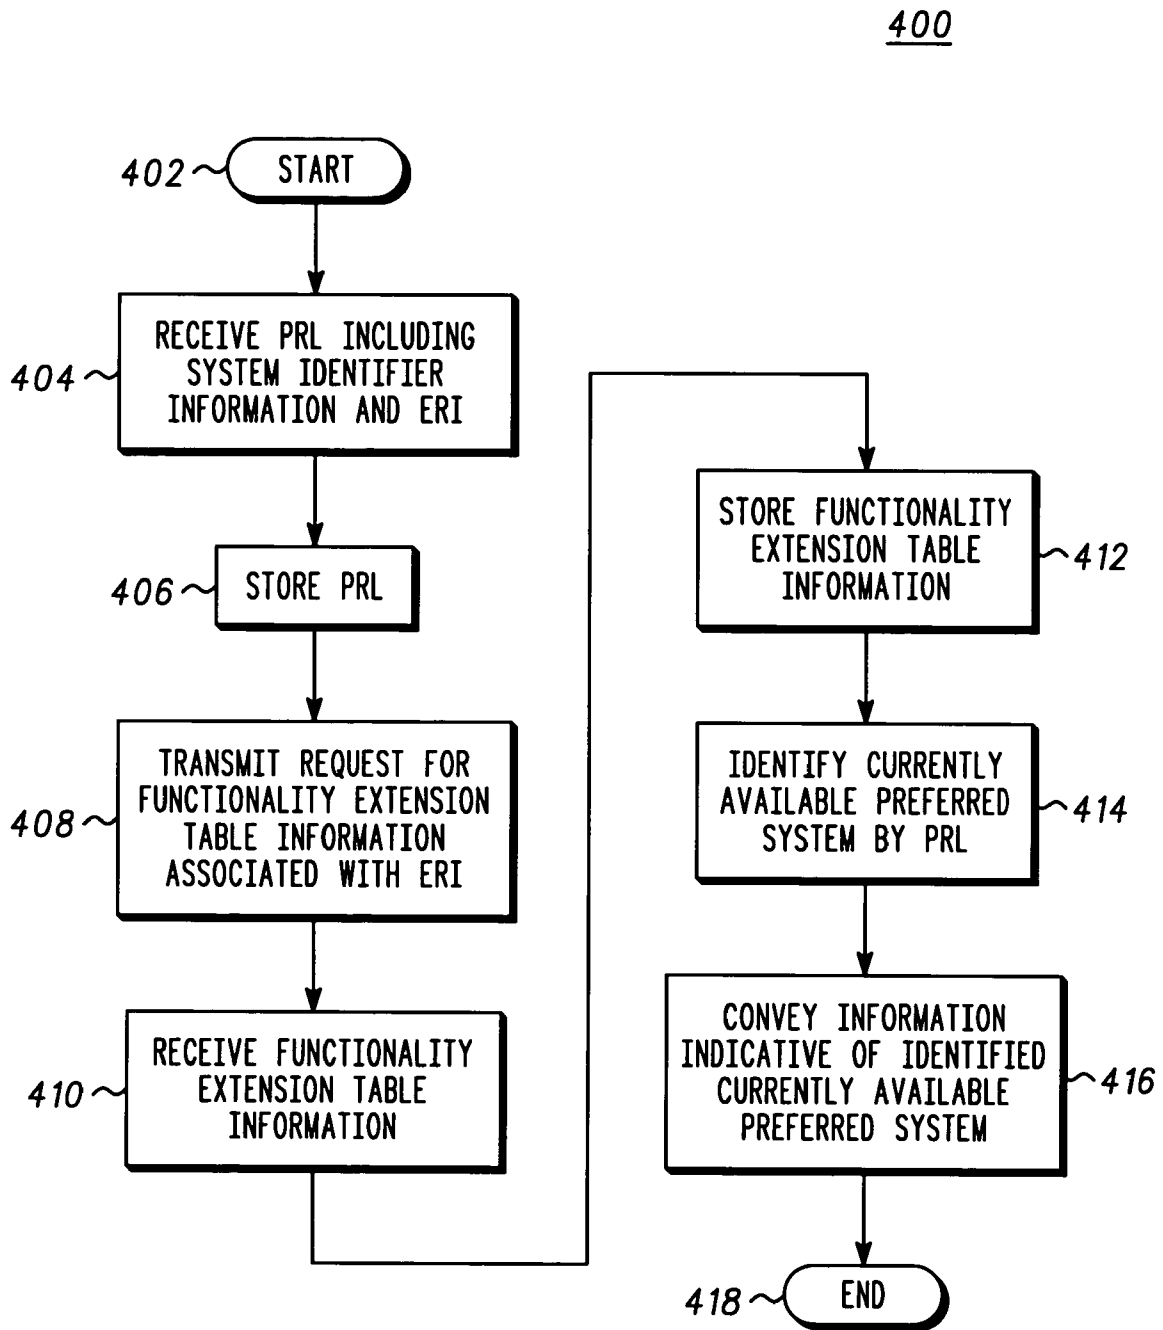 400
402
START
404
RECEIVE PRL INCLUDING
SYSTEM IDENTIFIER
INFORMATION AND ERI
406
STORE PRL
408
TRANSMIT REQUEST FOR
FUNCTIONALITY EXTENSION
TABLE INFORMATION
ASSOCIATED WITH ERI
410
RECEIVE FUNCTIONALITY
EXTENSION TABLE
INFORMATION
STORE FUNCTIONALITY
EXTENSION TABLE
INFORMATION
412
IDENTIFY CURRENTLY
AVAILABLE PREFERRED
SYSTEM BY PRL
414
CONVEY INFORMATION
INDICATIVE OF IDENTIFIED
CURRENTLY AVAILABLE
PREFERRED SYSTEM
416
418
END